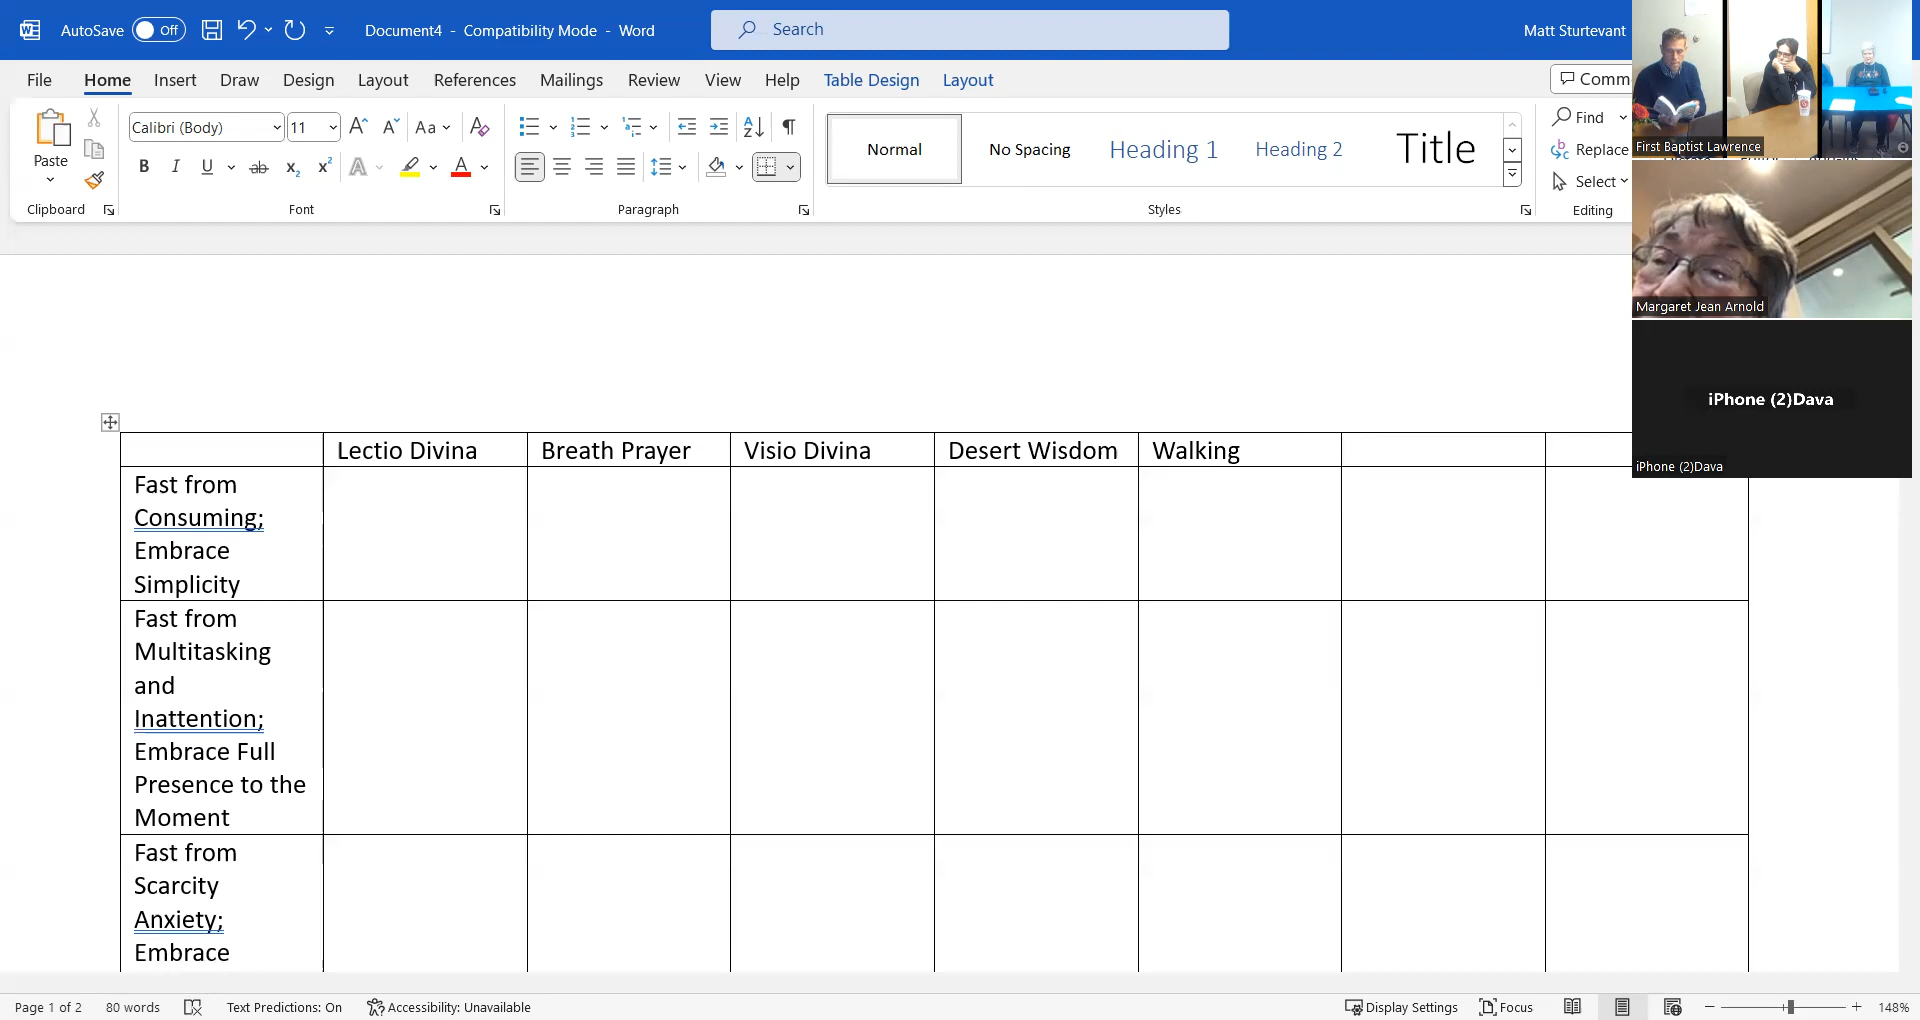 AutoSave Off Document4 - Compatibility Mode - Word Search Matt Sturtevant
File Home Insert Draw Design Layout References Mailings Review View Help Table Design Layout Comm
Paste Calibri (Body) 11 Aa Normal No Spacing Heading 1 Heading 2 Title Find
Replace
Select
Clipboard Font Paragraph Styles Editing
First Baptist Lawrence
Margaret Jean Arnold
iPhone (2)Dava
iPhone (2)Dava
Lectio Divina Breath Prayer Visio Divina Desert Wisdom Walking
Fast from
Consuming;
Embrace
Simplicity
Fast from
Multitasking
and
Inattention;
Embrace Full
Presence to the
Moment
Fast from
Scarcity
Anxiety;
Embrace
Page 1 of 2 80 words Text Predictions: On Accessibility: Unavailable Display Settings Focus 148%